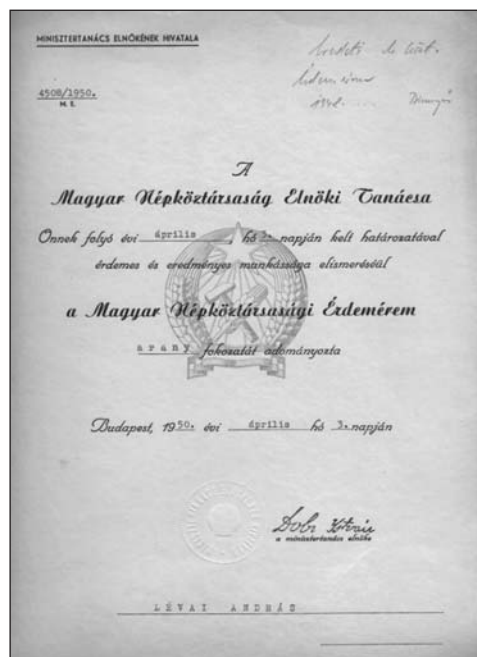 MINISZTERTANÁCS ELNÖKÉNEK HIVATALA
4508/1950.
M. E.
A
Magyar Népköztársaság Elnöki Tanácsa
Önnek folyó évi április, hó 3. napján kelt határozatával
érdemes és eredményes munkássága elismeréséül
a Magyar Népköztársasági Érdemérem
arany fokozatát adományozta
Budapest, 1950. évi április hó 3. napján
Dobi István
a minisztertanács elnöke
LÉVAI ANDRÁS